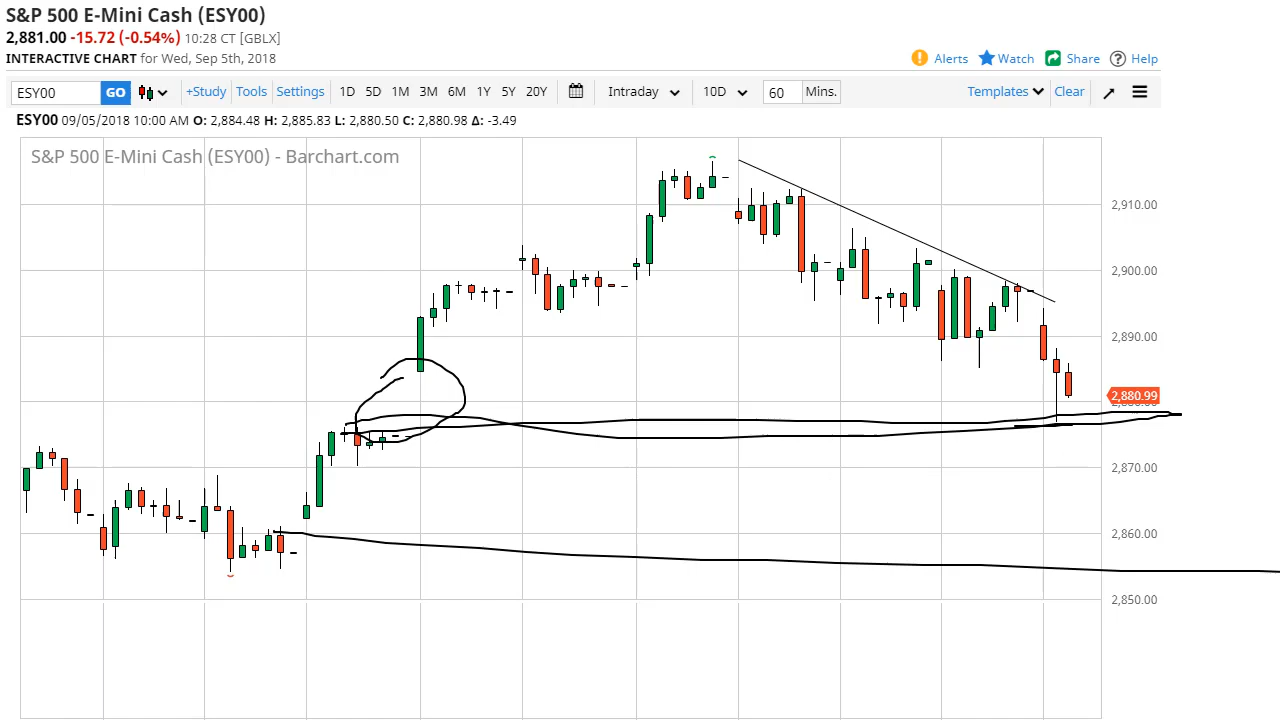 S&P 500 E-Mini Cash (ESY00)
2,881.00 -15.72 (-0.54%) 10:28 CT [GBLX]
INTERACTIVE CHART for Wed, Sep 5th, 2018
Alerts Watch Share Help
ESY00 GO +Study Tools Settings 1D 5D 1M 3M 6M 1Y 5Y 20Y Intraday 10D 60 Mins. Templates Clear
ESY00 09/05/2018 10:00 AM O: 2,884.48 H: 2,885.83 L: 2,880.50 C: 2,880.98 Δ: -3.49
S&P 500 E-Mini Cash (ESY00) - Barchart.com
2,910.00
2,900.00
2,890.00
2,880.99
2,870.00
2,860.00
2,850.00